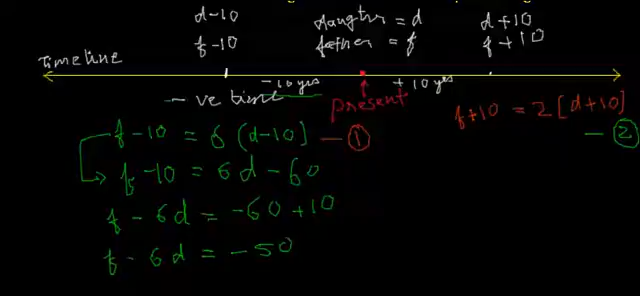 d-10 daughter = d d+10
f-10 father = f f+10
Timeline
-10 yrs + 10 yrs
- ve time present
f+10 = 2 [d+10] - ②
f - 10 = 6 (d-10] - ①
f - 10 = 6 d - 60
f - 6d = -60 + 10
f - 6d = - 50